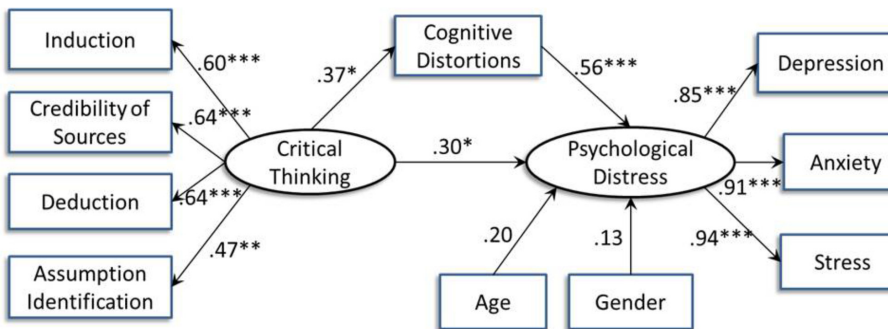 Induction
.60***
Credibility of
Sources
.64***
Deduction
.64***
Assumption
Identification
.47**
Critical
Thinking
.37*
Cognitive
Distortions
.56***
.30*
Psychological
Distress
.20
Age
.13
Gender
.85***
Depression
.91***
Anxiety
.94***
Stress